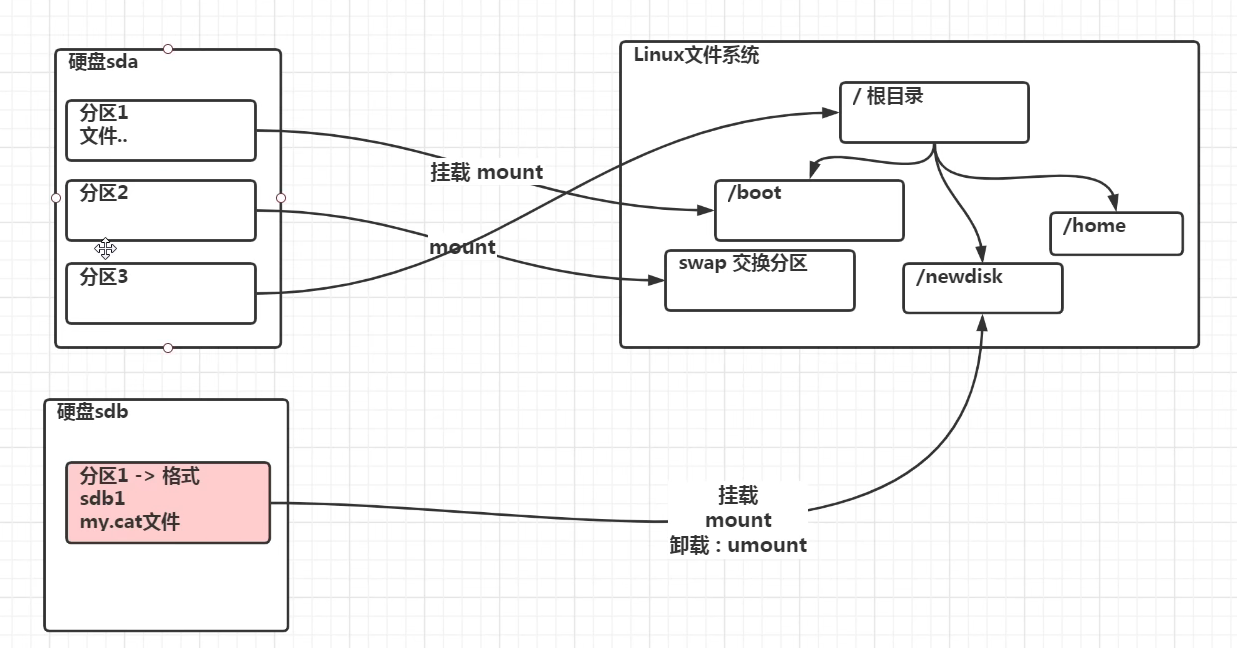 硬盘sda
分区1
文件..
分区2
分区3
挂载 mount
mount
Linux文件系统
/ 根目录
/boot
/home
swap 交换分区
/newdisk
硬盘sdb
分区1 -> 格式
sdb1
my.cat文件
挂载
mount
卸载：umount